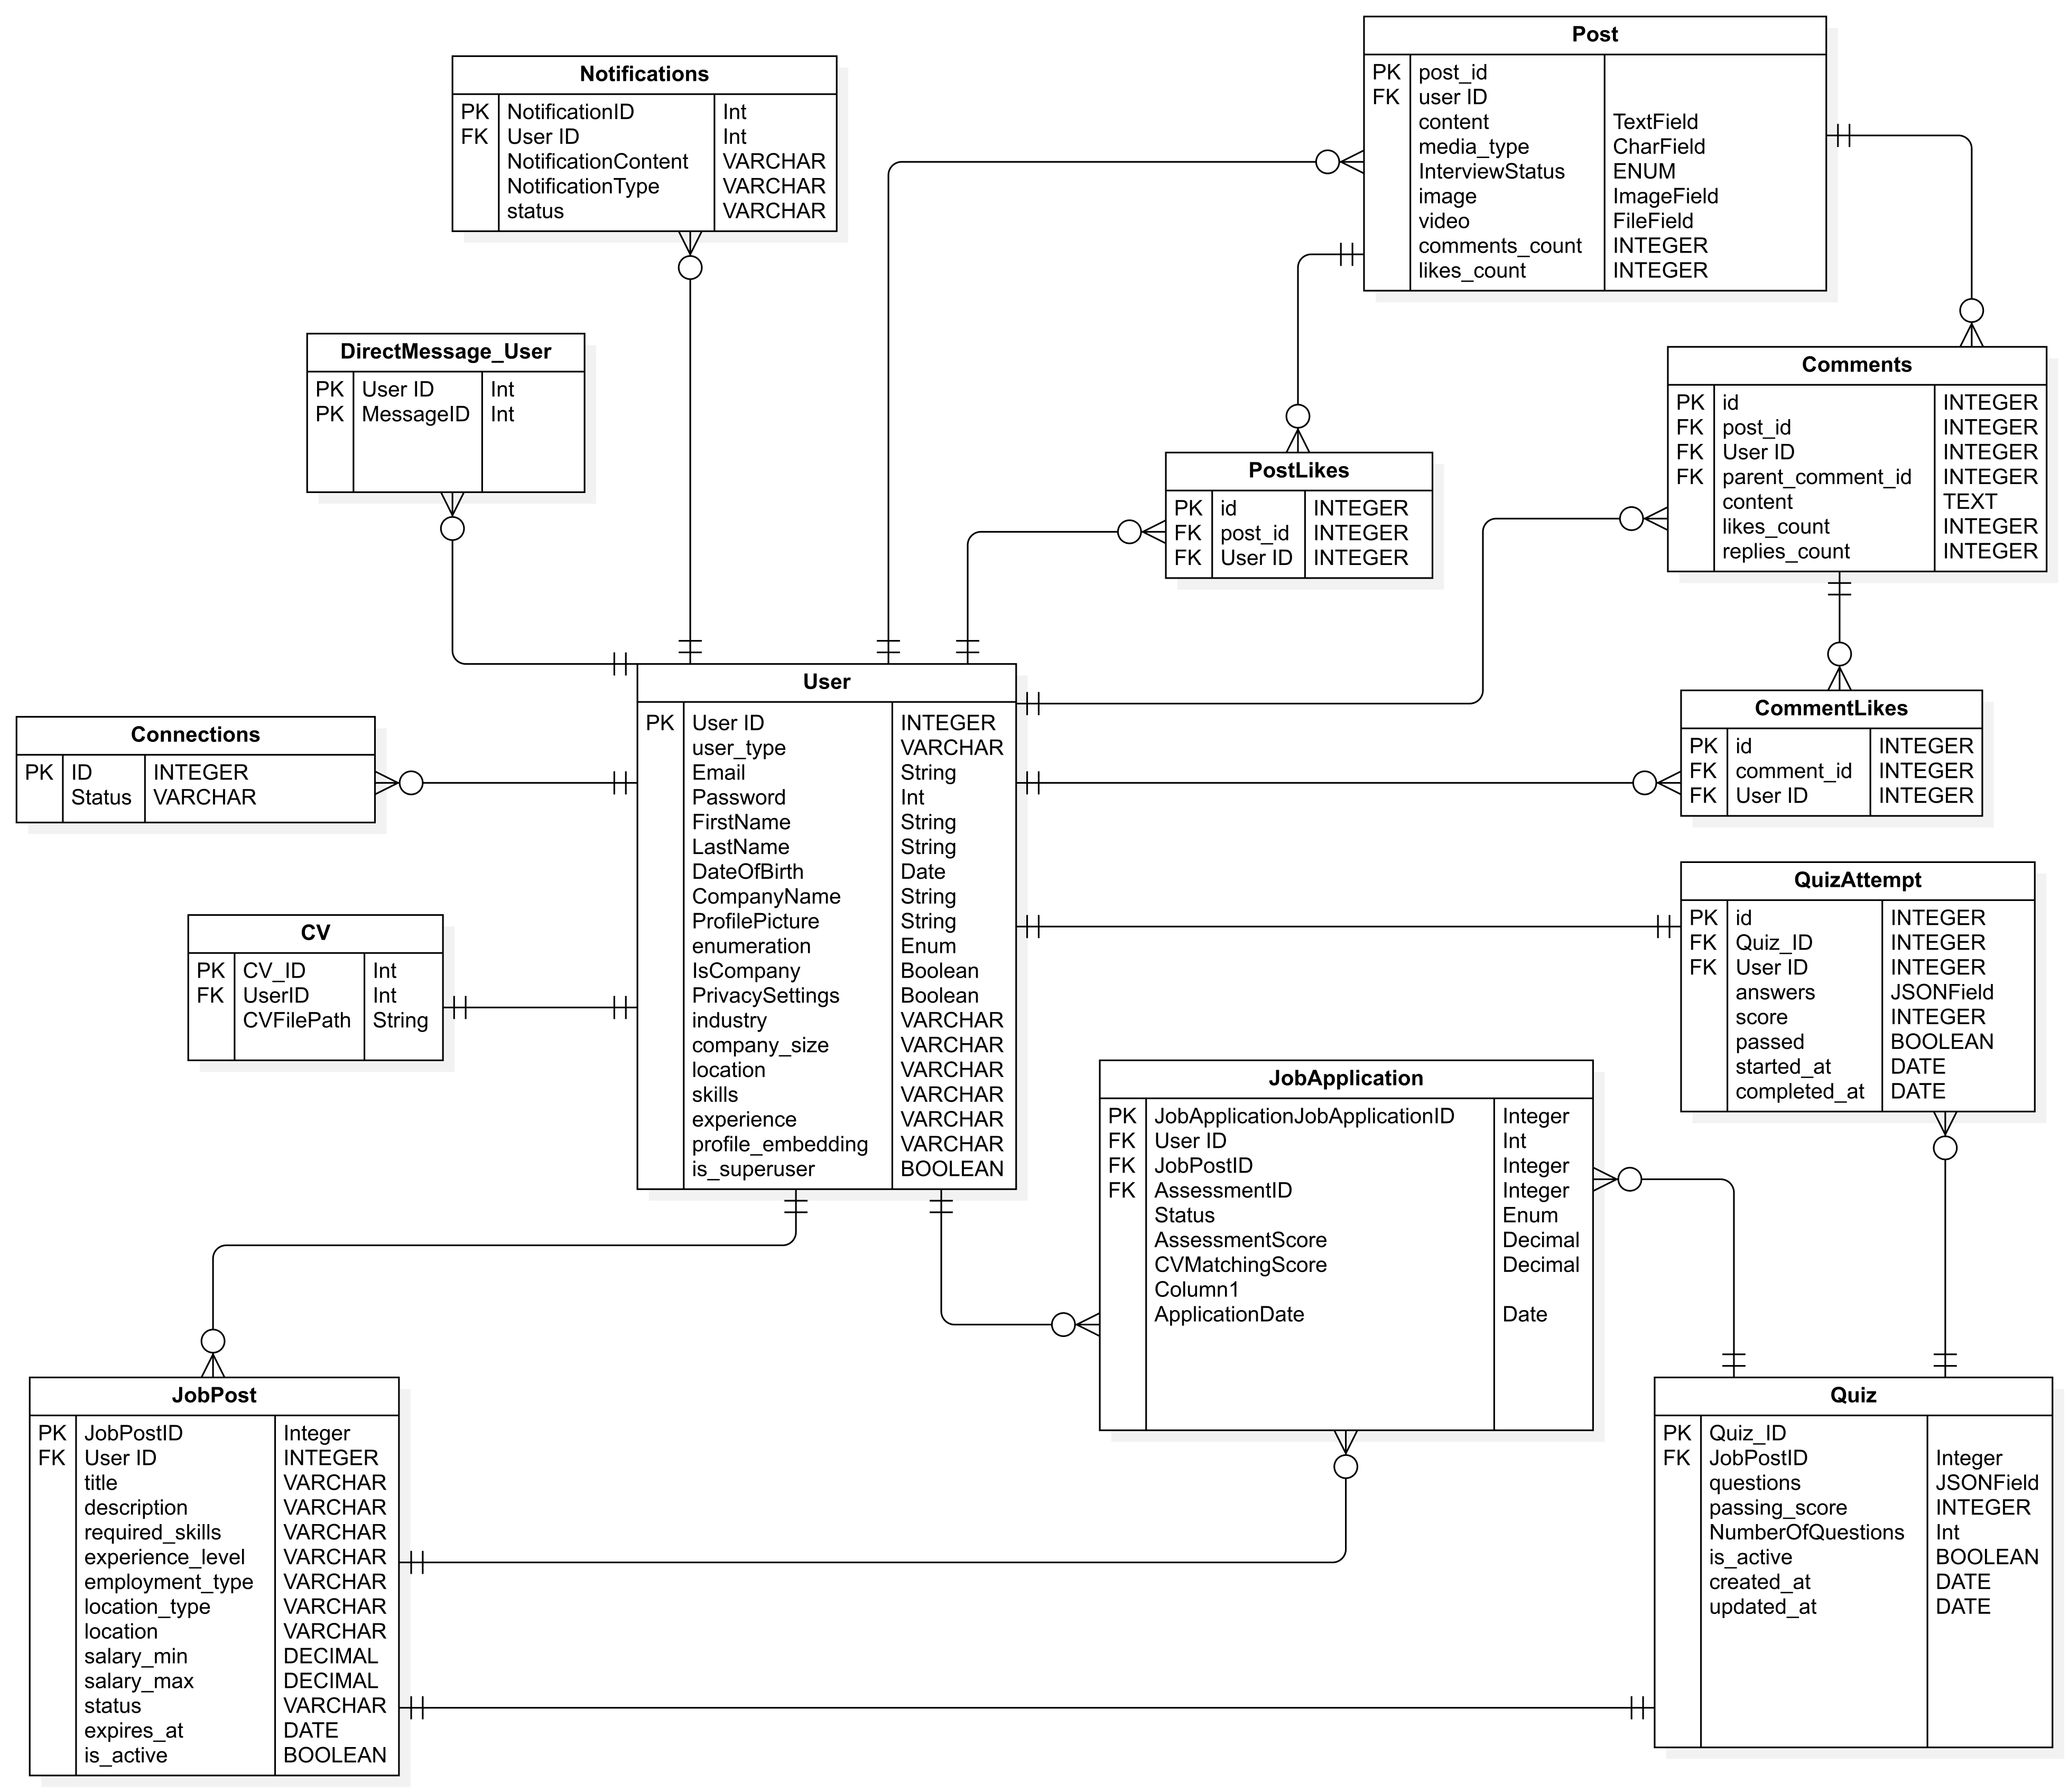 Post
PK post_id
FK user ID
content TextField
media_type CharField
InterviewStatus ENUM
image ImageField
video FileField
comments_count INTEGER
likes_count INTEGER
Notifications
PK NotificationID Int
FK User ID Int
NotificationContent VARCHAR
NotificationType VARCHAR
status VARCHAR
DirectMessage_User
PK User ID Int
PK MessageID Int
Comments
PK id INTEGER
FK post_id INTEGER
FK User ID INTEGER
FK parent_comment_id INTEGER
content TEXT
likes_count INTEGER
replies_count INTEGER
PostLikes
PK id INTEGER
FK post_id INTEGER
FK User ID INTEGER
User
PK User ID INTEGER
user_type VARCHAR
Email String
Password Int
FirstName String
LastName String
DateOfBirth Date
CompanyName String
ProfilePicture String
enumeration Enum
IsCompany Boolean
PrivacySettings Boolean
industry VARCHAR
company_size VARCHAR
location VARCHAR
skills VARCHAR
experience VARCHAR
profile_embedding VARCHAR
is_superuser BOOLEAN
CommentLikes
PK id INTEGER
FK comment_id INTEGER
FK User ID INTEGER
Connections
PK ID INTEGER
Status VARCHAR
QuizAttempt
PK id INTEGER
FK Quiz_ID INTEGER
FK User ID INTEGER
answers JSONField
score INTEGER
passed BOOLEAN
started_at DATE
completed_at DATE
CV
PK CV_ID Int
FK UserID Int
CVFilePath String
JobApplication
PK JobApplicationJobApplicationID Integer
FK User ID Int
FK JobPostID Integer
FK AssessmentID Integer
Status Enum
AssessmentScore Decimal
CVMatchingScore Decimal
Column1
ApplicationDate Date
JobPost
PK JobPostID Integer
FK User ID INTEGER
title VARCHAR
description VARCHAR
required_skills VARCHAR
experience_level VARCHAR
employment_type VARCHAR
location_type VARCHAR
location VARCHAR
salary_min DECIMAL
salary_max DECIMAL
status VARCHAR
expires_at DATE
is_active BOOLEAN
Quiz
PK Quiz_ID
FK JobPostID Integer
questions JSONField
passing_score INTEGER
NumberOfQuestions Int
is_active BOOLEAN
created_at DATE
updated_at DATE